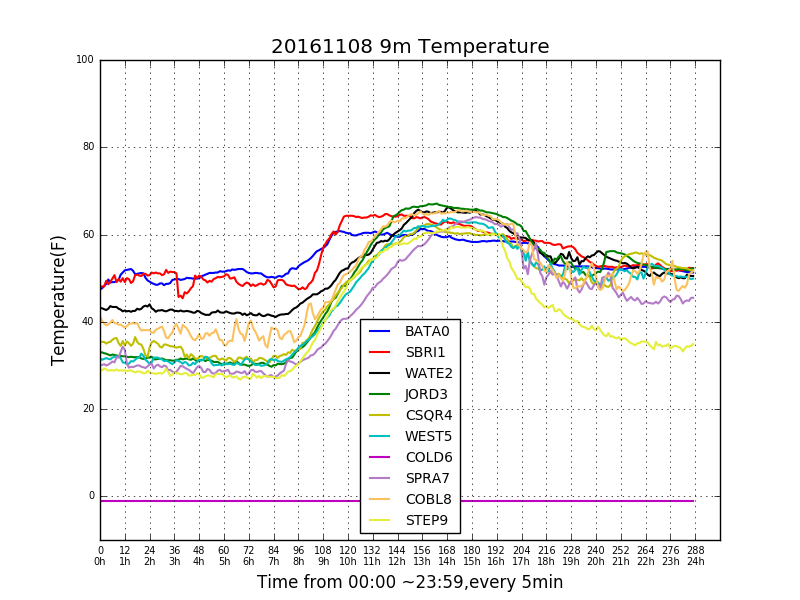 20161108 9m Temperature
100
80
60
40
20
0
Temperature(F)
BATA0
SBRI1
WATE2
JORD3
CSQR4
WEST5
COLD6
SPRA7
COBL8
STEP9
0 12 24 36 48 60 72 84 96 108 120 132 144 156 168 180 192 204 216 228 240 252 264 276 288
0h 1h 2h 3h 4h 5h 6h 7h 8h 9h 10h 11h 12h 13h 14h 15h 16h 17h 18h 19h 20h 21h 22h 23h 24h
Time from 00:00 ~23:59,every 5min